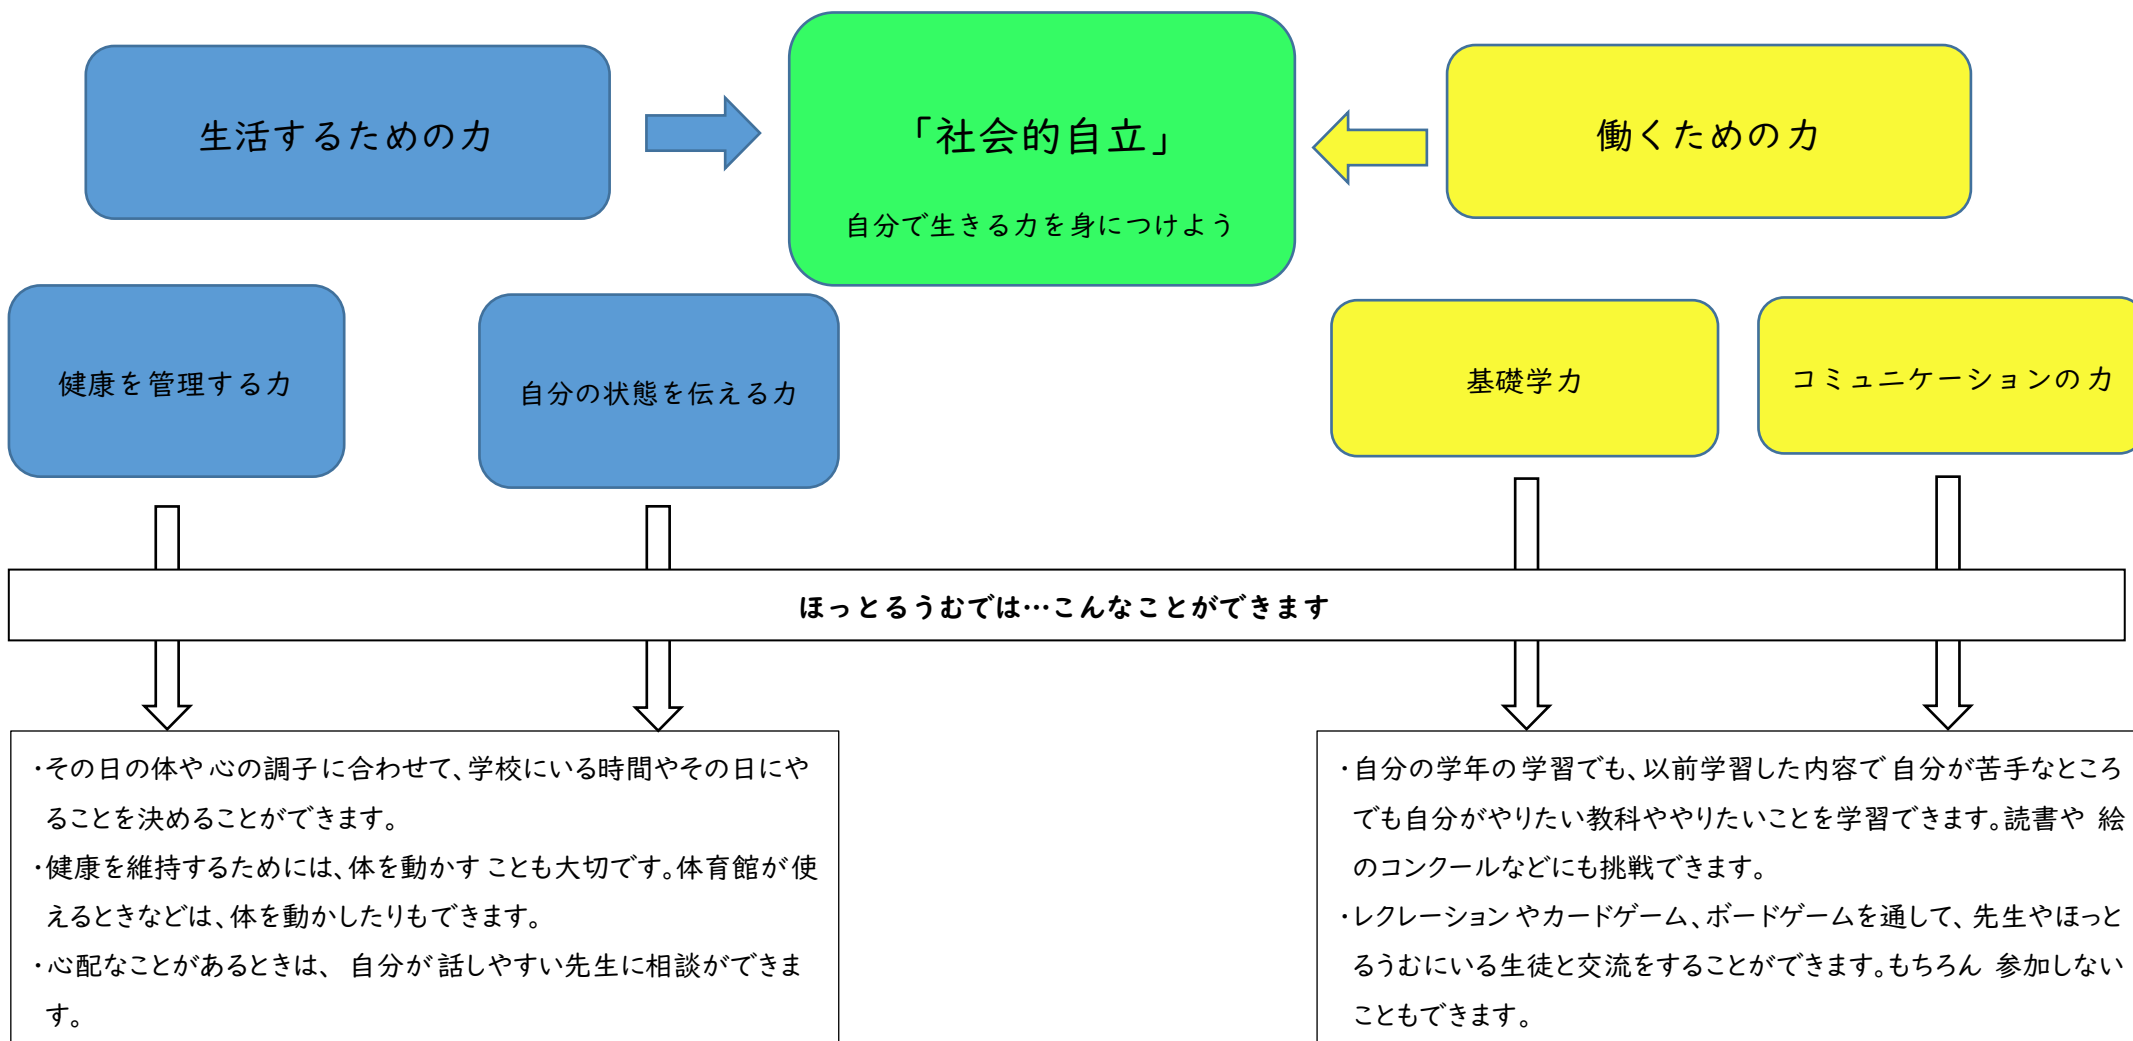 生活するための力
「社会的自立」
自分で生きる力を身につけよう
働くための力
健康を管理する力
自分の状態を伝える力
基礎学力
コミュニケーションの力
ほっとるうむでは…こんなことができます
・その日の体や心の調子に合わせて、学校にいる時間やその日にや
ることを決めることができます。
・健康を維持するためには、体を動かすことも大切です。体育館が使
えるときなどは、体を動かしたりもできます。
・心配なことがあるときは、自分が話しやすい先生に相談ができま
す。
・自分の学年の学習でも、以前学習した内容で自分が苦手なところ
でも自分がやりたい教科ややりたいことを学習できます。読書や絵
のコンクールなどにも挑戦できます。
・レクレーションやカードゲーム、ボードゲームを通して、先生やほっと
るうむにいる生徒と交流をすることができます。もちろん参加しない
こともできます。